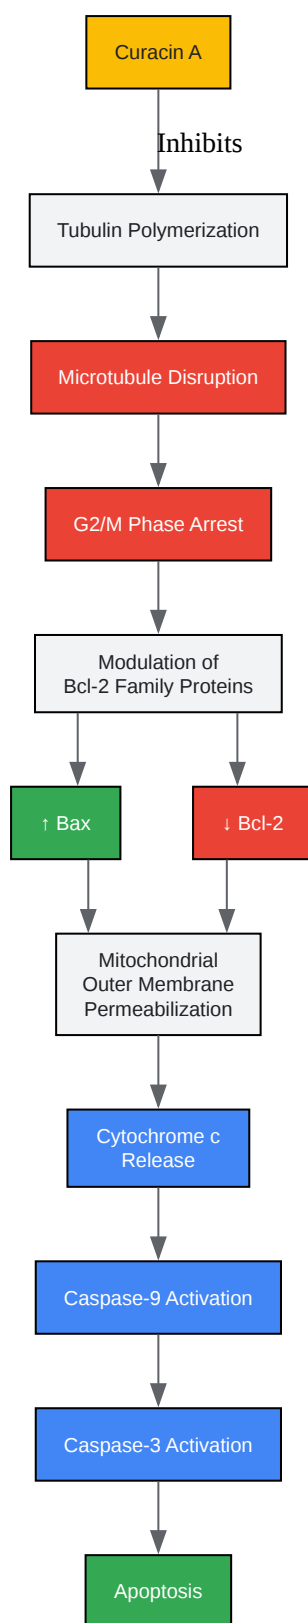 Curacin A
Inhibits
Tubulin Polymerization
Microtubule Disruption
G2/M Phase Arrest
Modulation of
Bcl-2 Family Proteins
↑ Bax
↓ Bcl-2
Mitochondrial
Outer Membrane
Permeabilization
Cytochrome c
Release
Caspase-9 Activation
Caspase-3 Activation
Apoptosis